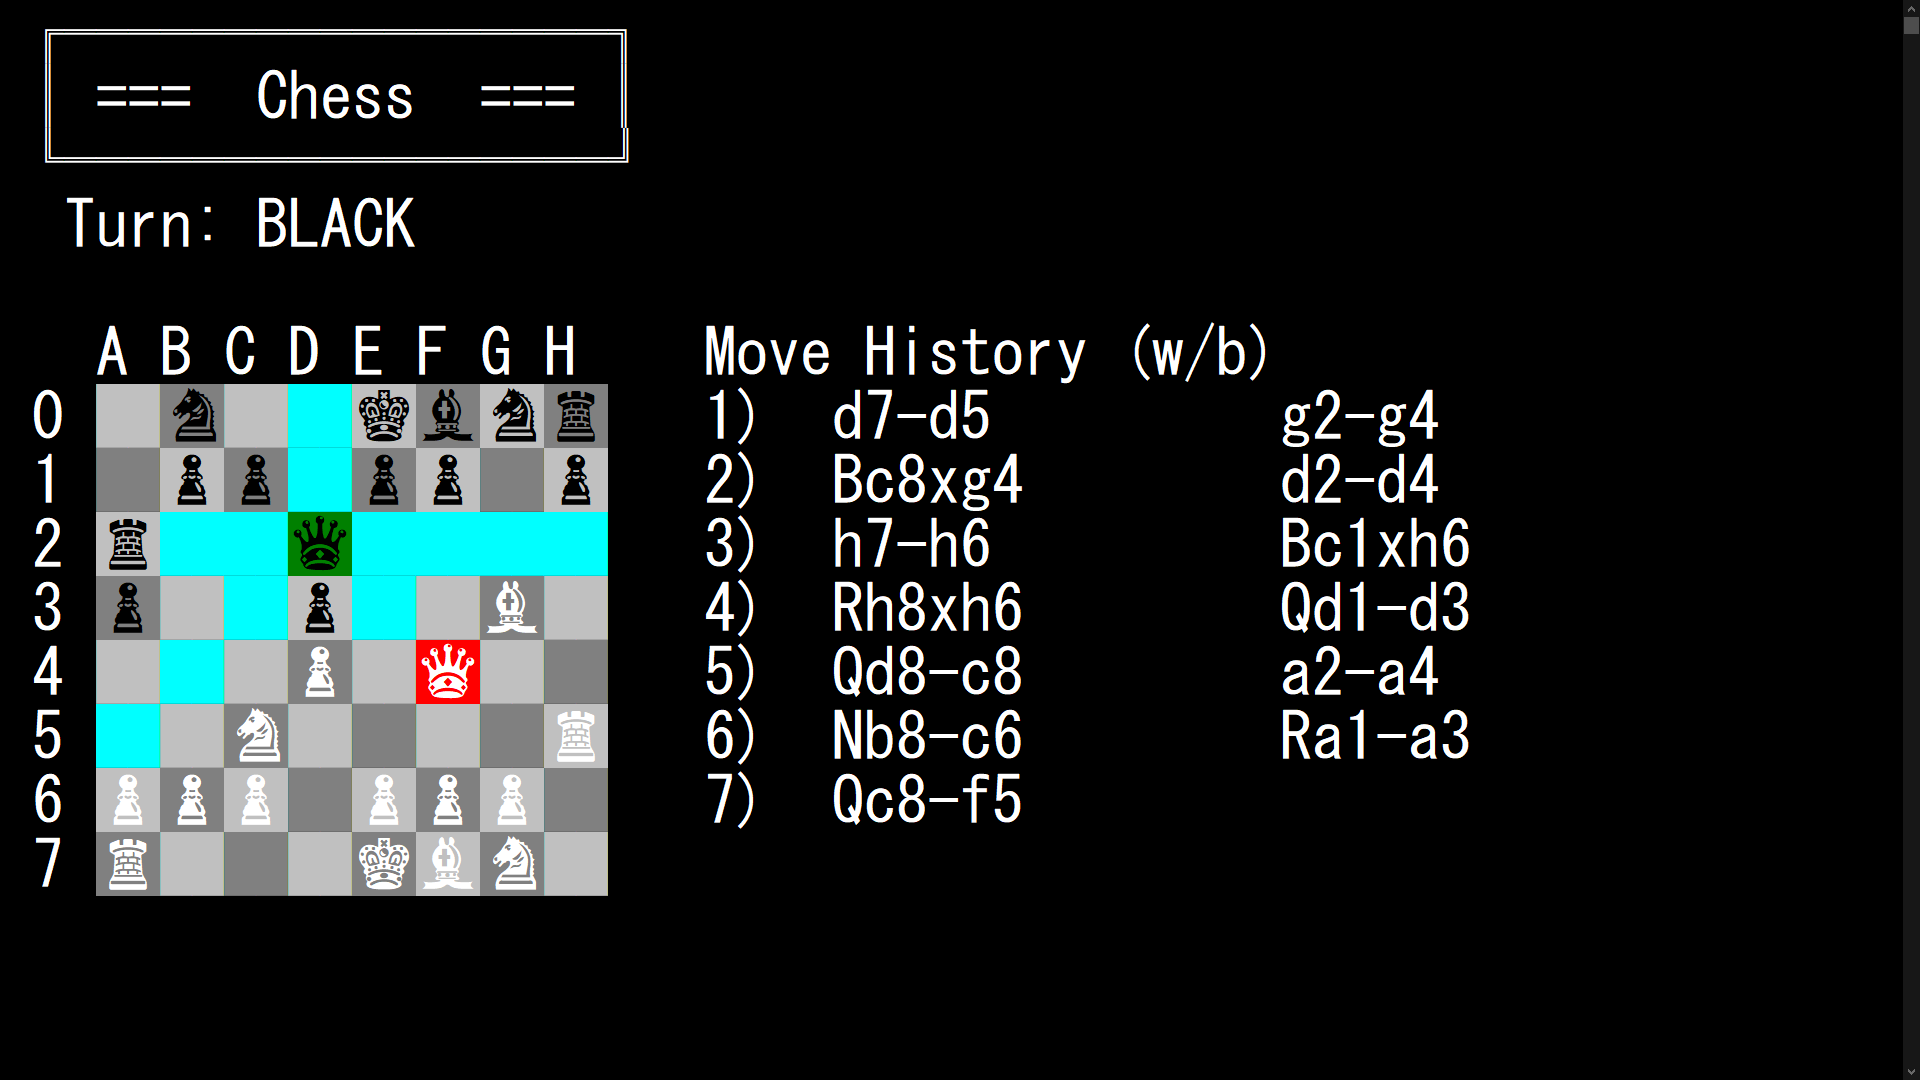 === Chess ===
Turn: BLACK
A B C D E F G H Move History (w/b)
0 1) d7-d5 g2-g4
1 2) Bc8xg4 d2-d4
2 3) h7-h6 Bc1xh6
3 4) Rh8xh6 Qd1-d3
4 5) Qd8-c8 a2-a4
5 6) Nb8-c6 Ra1-a3
6 7) Qc8-f5
7